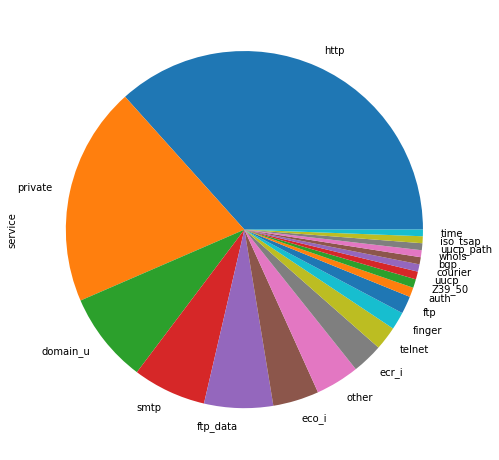 http
private
service
domain_u
smtp
ftp_data
eco_i
other
ecr_i
telnet
finger
ftp
auth
Z39_50
uucp
courier
bgp
whois
uucp_path
iso_tsap
time